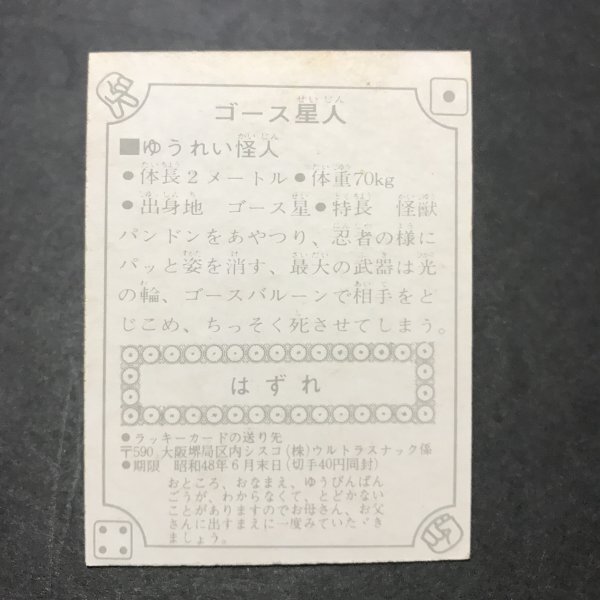 ゴース星人
■ゆうれい怪人
●体長2メートル●体重70kg
●出身地 ゴース星●特長 怪獣
パンドンをあやつり、忍者の様に
パッと姿を消す、最大の武器は光
の輪、ゴースバルーンで相手をと
じこめ、ちっそく死させてしまう。
はずれ
●ラッキーカードの送り先
〒590 大阪堺局区内シスコ(株)ウルトラスナック係
●期限 昭和48年6月末日(切手40円同封)
おところ、おなまえ、ゆうびんばん
ごうが、わからなくて、とどかない
ことがありますのでお母さん、お父
さんに出すまえに一度みていたゞき
ましょう。